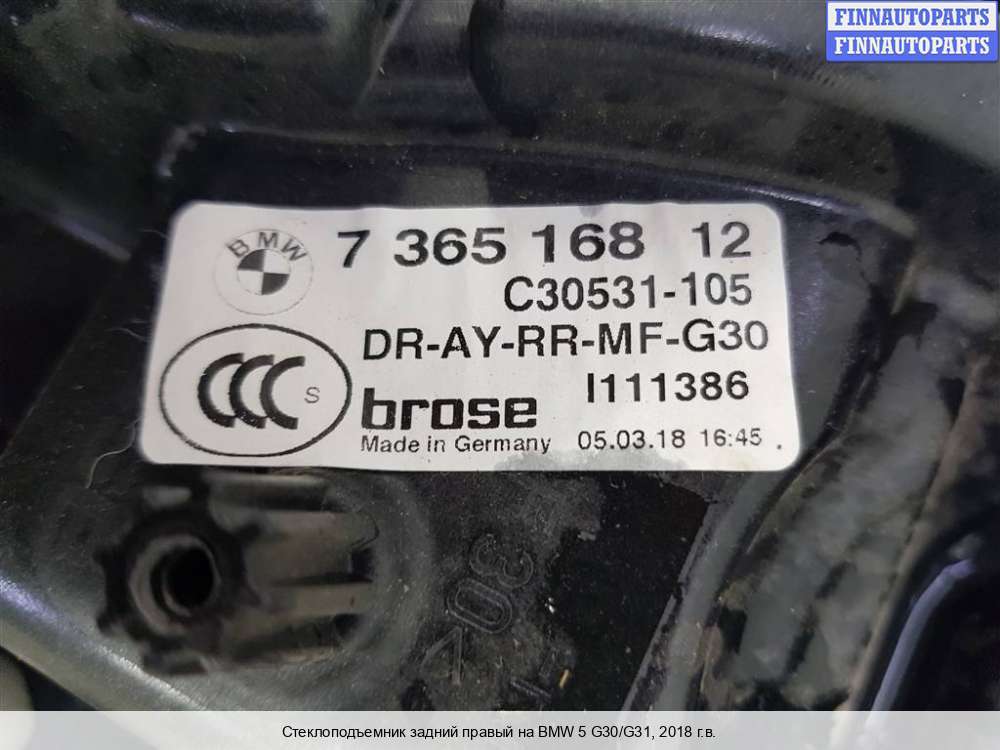 FINNAUTOPARTS
FINNAUTOPARTS
BMW
7 365 168 12
C30531-105
DR-AY-RR-MF-G30
CCC S
I111386
brose
Made in Germany 05.03.18 16:45 .
30
Стеклоподъемник задний правый на BMW 5 G30/G31, 2018 г.в.